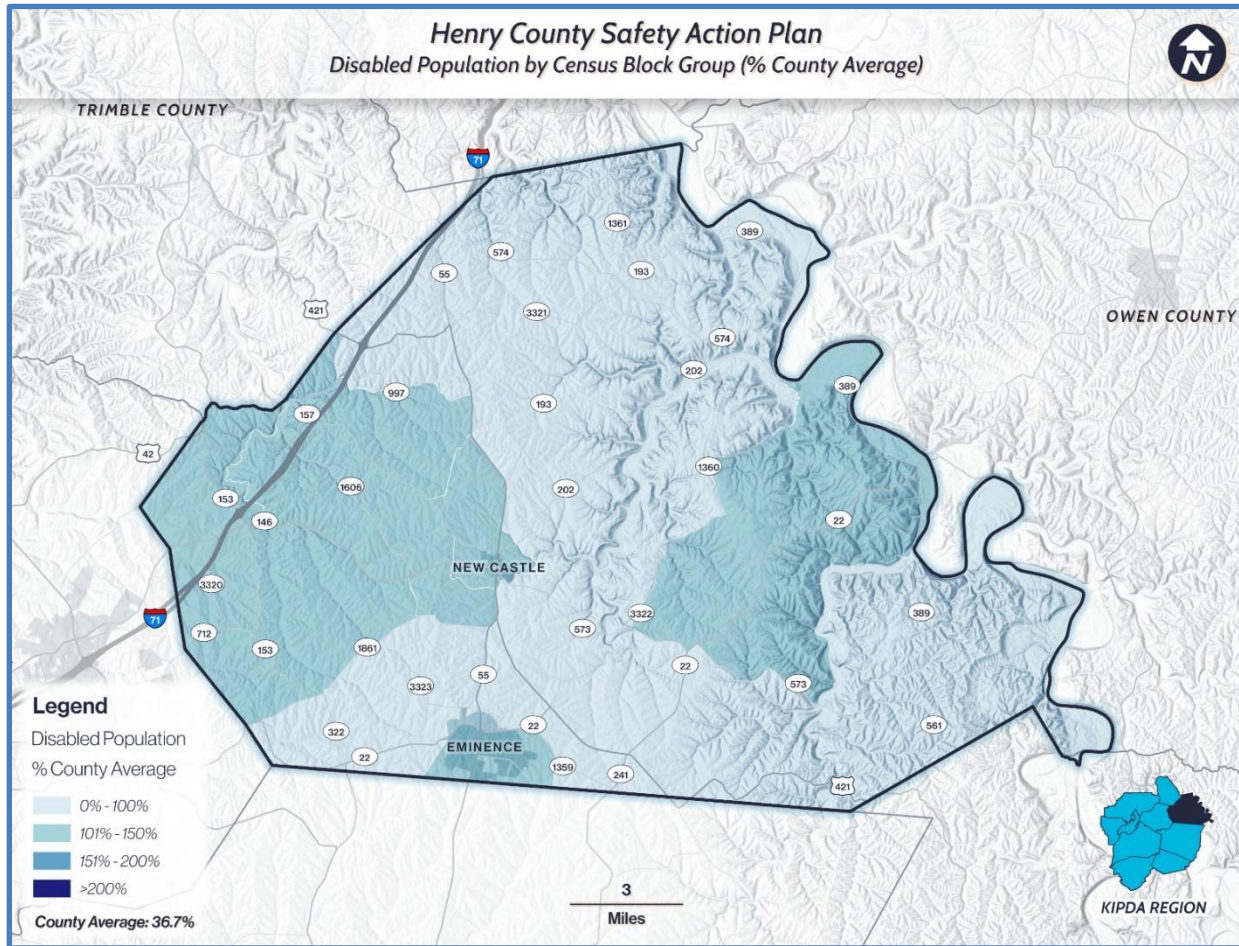 Henry County Safety Action Plan
Disabled Population by Census Block Group (% County Average)
N
TRIMBLE COUNTY
71
1361
389
574
193
55
421
3321
OWEN COUNTY
574
202
389
997
193
157
42
1360
1606
202
153
22
146
NEW CASTLE
3320
389
3322
71
573
712
153
1861
22
55
573
3323
322
22
561
EMINENCE
22
1359
241
421
Legend
Disabled Population
% County Average
0% - 100%
101% - 150%
151% - 200%
>200%
County Average: 36.7%
3
Miles
KIPDA REGION